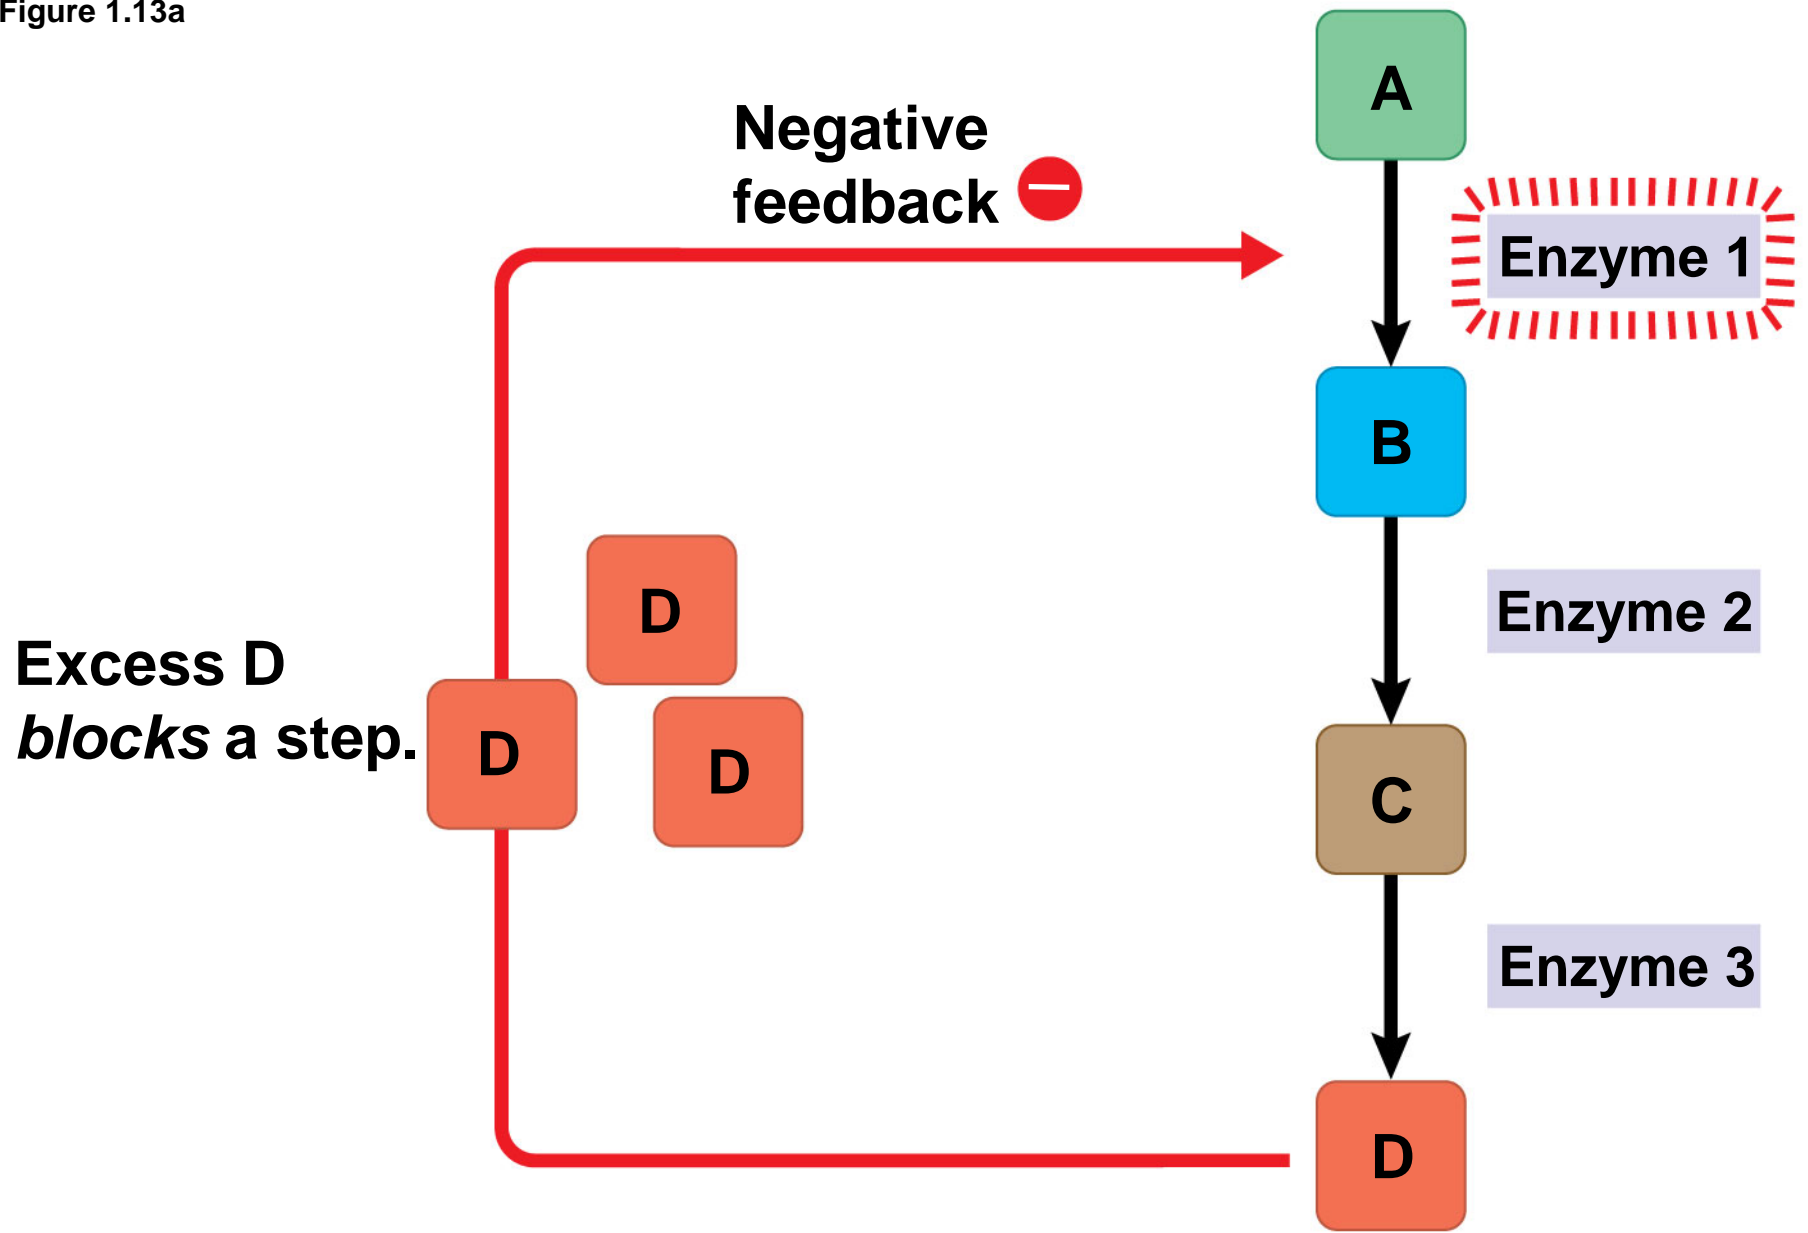 Figure 1.13a
A
Negative
feedback
Enzyme 1
B
D
Enzyme 2
Excess D
blocks a step.
D
D
C
Enzyme 3
D